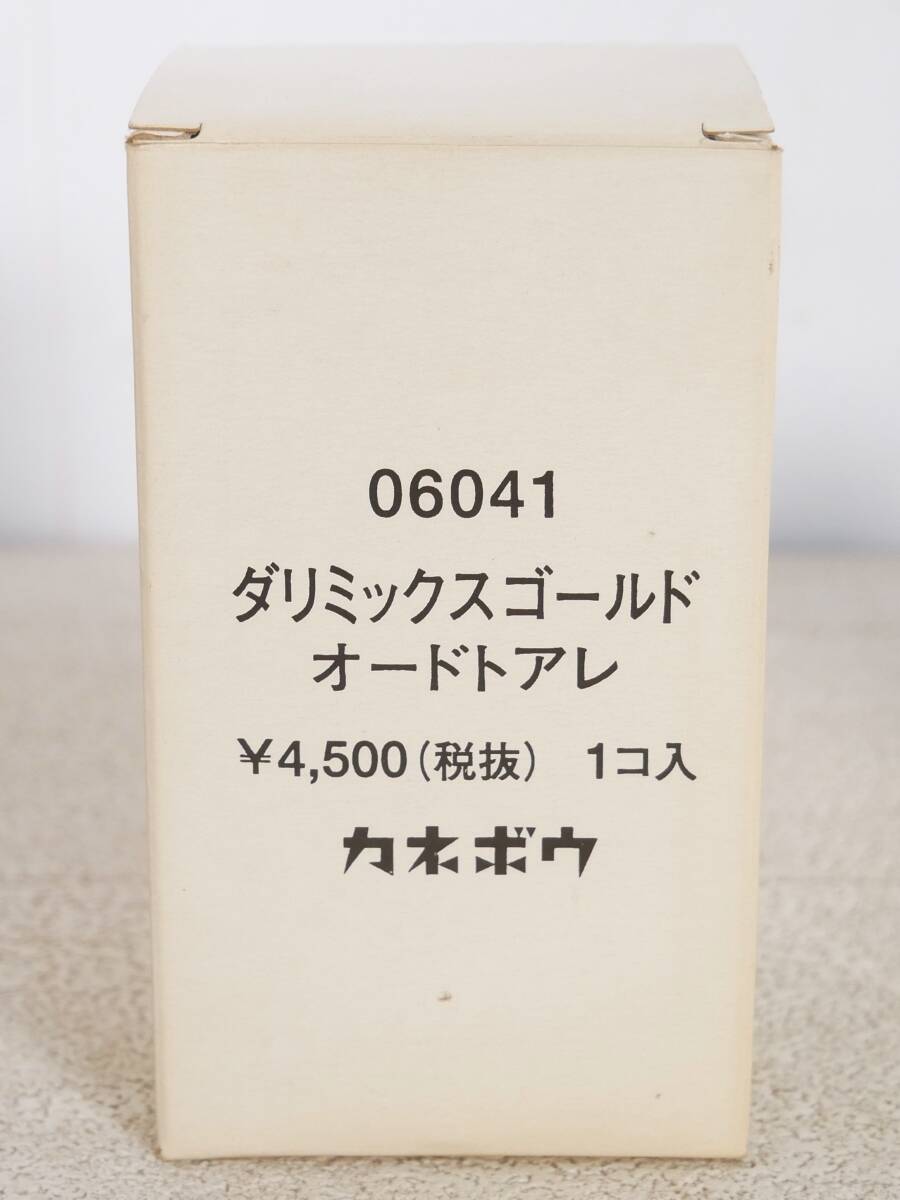 06041
ダリミックスゴールド
オードトアレ
￥4,500(税抜) 1コ入
カネボウ